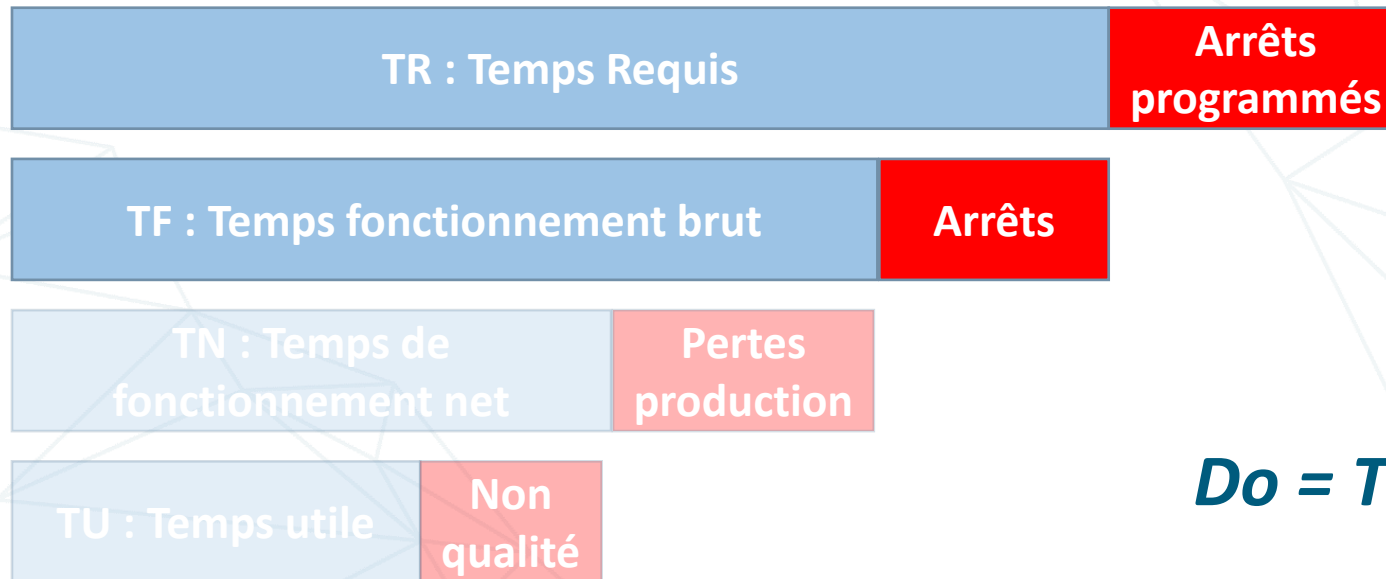 TR : Temps Requis
Arrêts
programmés
TF : Temps fonctionnement brut
Arrêts
TN : Temps de
fonctionnement net
Pertes
production
TU : Temps utile
Non
qualité
Do = T